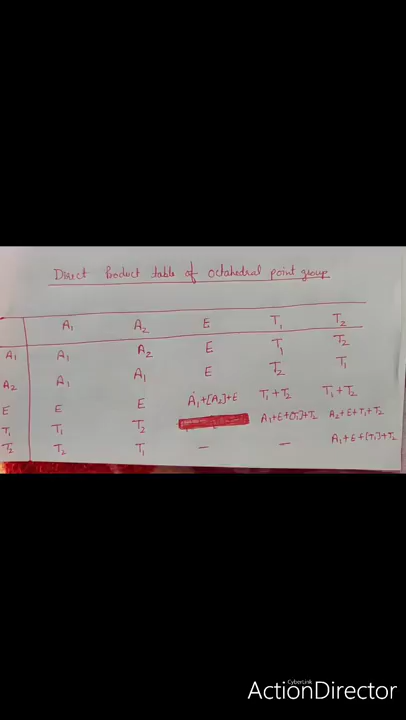 Direct Product table of octahedral point group
A₁ A₂ E T₁ T₂
A₁ A₁ A₂ E T₁ T₂
A₂ A₁ A₁ E T₂ T₁
E E E A₁+[A₂]+E T₁+T₂ T₁+T₂
T₁ T₁ T₂ A₁+E+[T₁]+T₂ A₂+E+T₁+T₂
T₂ T₂ T₁ — — A₁+E+[T₁]+T₂
CyberLink
ActionDirector